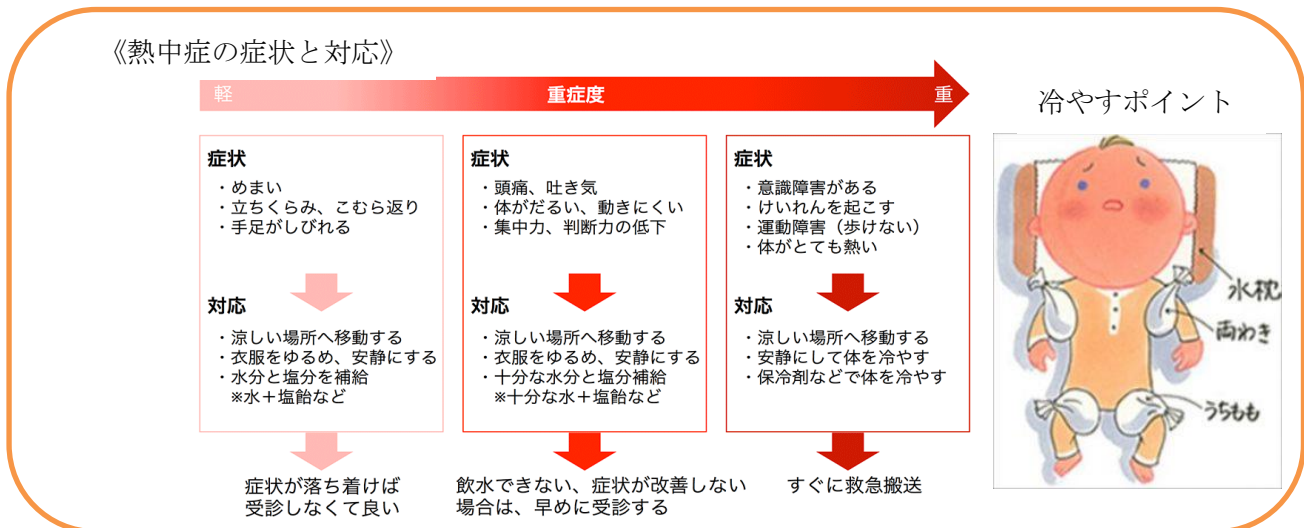 《熱中症の症状と対応》
軽
重症度
重
症状
・めまい
・立ちくらみ、こむら返り
・手足がしびれる
対応
・涼しい場所へ移動する
・衣服をゆるめ、安静にする
・水分と塩分を補給
※水＋塩飴など
症状が落ち着けば
受診しなくて良い
症状
・頭痛、吐き気
・体がだるい、動きにくい
・集中力、判断力の低下
対応
・涼しい場所へ移動する
・衣服をゆるめ、安静にする
・十分な水分と塩分補給
※十分な水＋塩飴など
飲水できない、症状が改善しない
場合は、早めに受診する
症状
・意識障害がある
・けいれんを起こす
・運動障害（歩けない）
・体がとても熱い
対応
・涼しい場所へ移動する
・安静にして体を冷やす
・保冷剤などで体を冷やす
すぐに救急搬送
冷やすポイント
水枕
両わき
うちもも